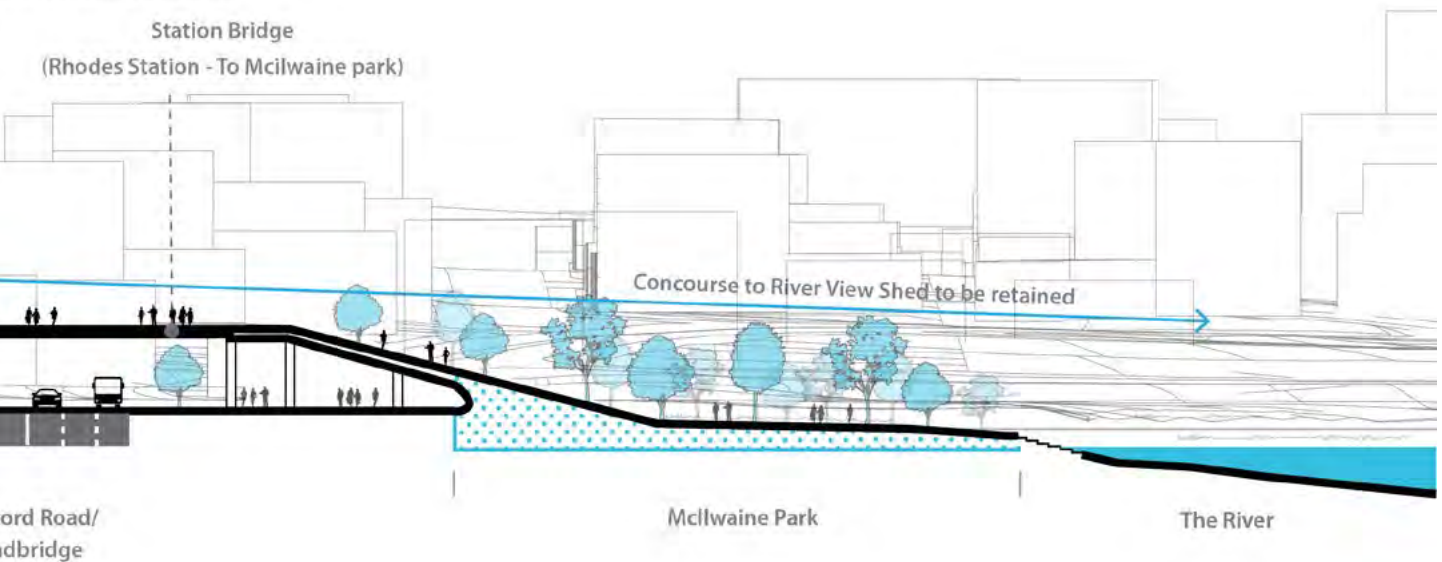 Station Bridge
(Rhodes Station - To Mcilwaine park)
Concourse to River View Shed to be retained
ord Road/
dbridge
McIlwaine Park
The River